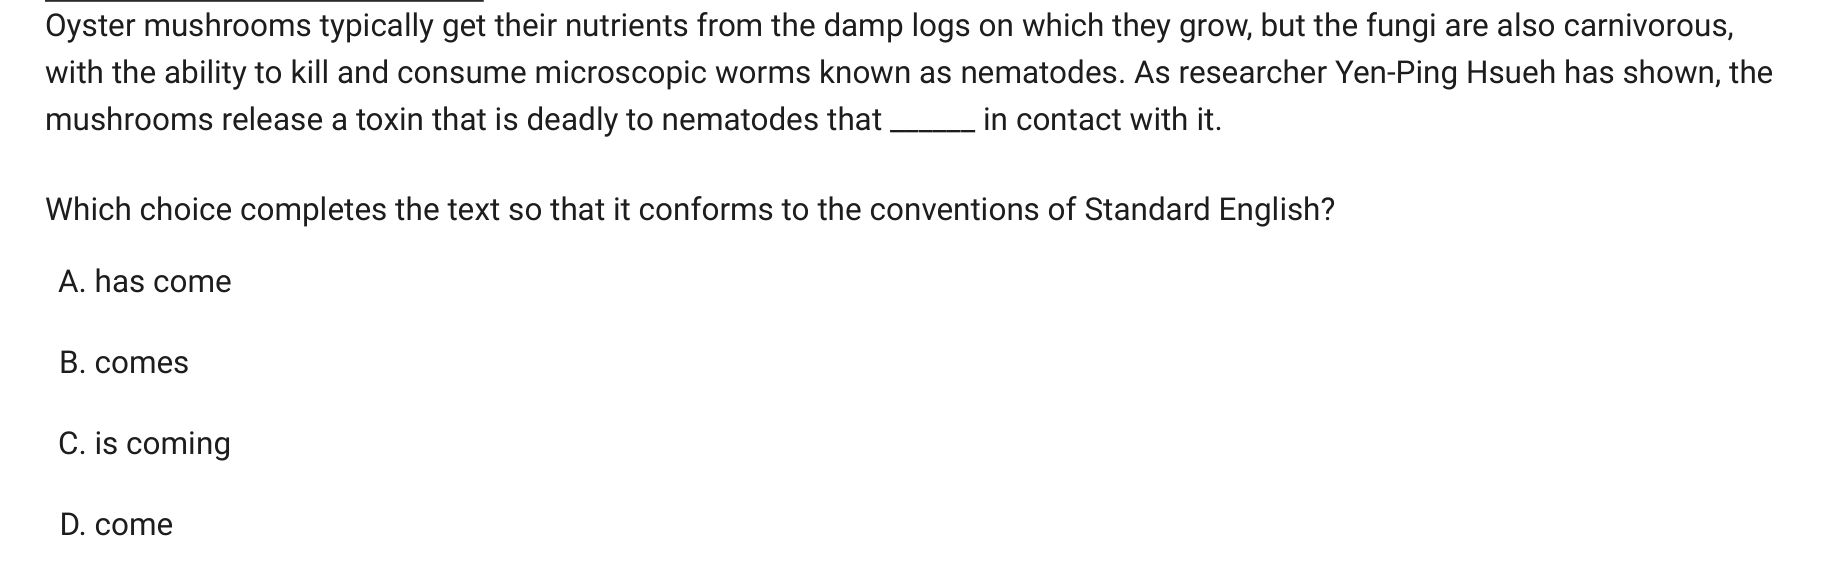 Oyster mushrooms typically get their nutrients from the damp logs on which they grow, but the fungi are also carnivorous,
with the ability to kill and consume microscopic worms known as nematodes. As researcher Yen-Ping Hsueh has shown, the
mushrooms release a toxin that is deadly to nematodes that ______ in contact with it.
Which choice completes the text so that it conforms to the conventions of Standard English?
A. has come
B. comes
C. is coming
D. come